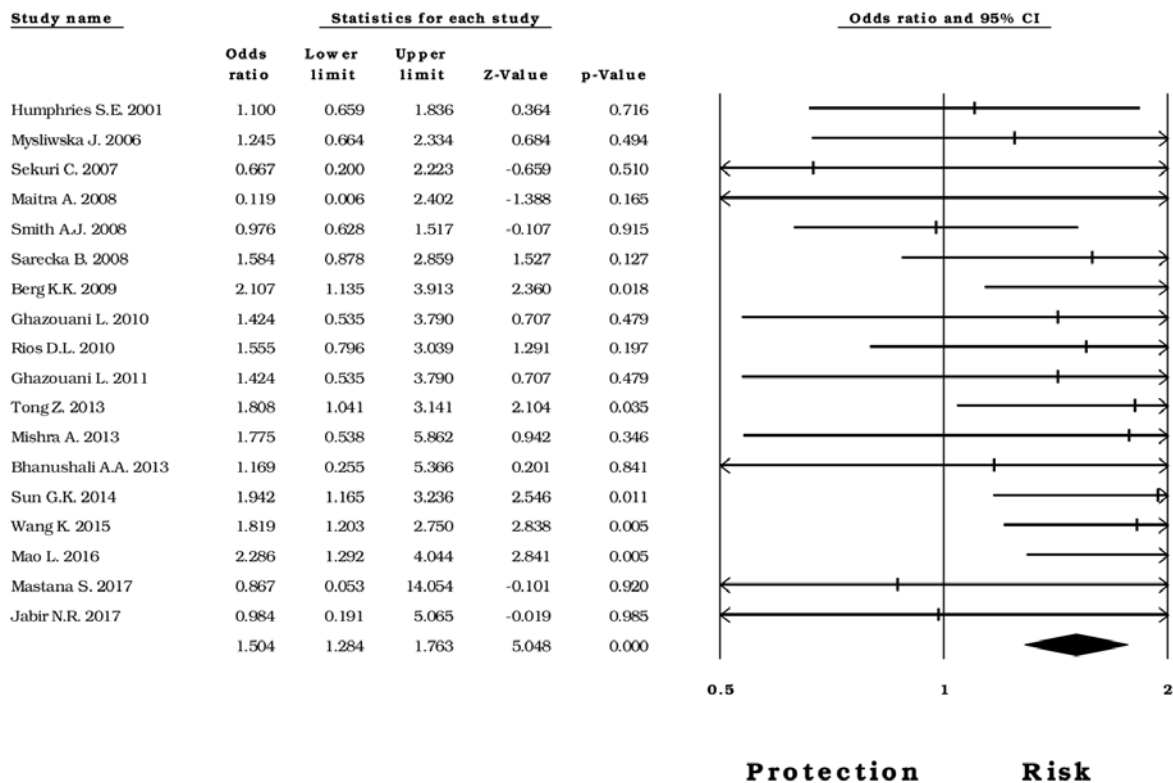 Study name Statistics for each study Odds ratio and 95% CI
Odds Lower Upper
ratio limit limit Z-Value p-Value
Humphries S.E. 2001 1.100 0.659 1.836 0.364 0.716
Mysliwska J. 2006 1.245 0.664 2.334 0.684 0.494
Sekuri C. 2007 0.667 0.200 2.223 -0.659 0.510
Maitra A. 2008 0.119 0.006 2.402 -1.388 0.165
Smith A.J. 2008 0.976 0.628 1.517 -0.107 0.915
Sarecka B. 2008 1.584 0.878 2.859 1.527 0.127
Berg K.K. 2009 2.107 1.135 3.913 2.360 0.018
Ghazouani L. 2010 1.424 0.535 3.790 0.707 0.479
Rios D.L. 2010 1.555 0.796 3.039 1.291 0.197
Ghazouani L. 2011 1.424 0.535 3.790 0.707 0.479
Tong Z. 2013 1.808 1.041 3.141 2.104 0.035
Mishra A. 2013 1.775 0.538 5.862 0.942 0.346
Bhanushali A.A. 2013 1.169 0.255 5.366 0.201 0.841
Sun G.K. 2014 1.942 1.165 3.236 2.546 0.011
Wang K. 2015 1.819 1.203 2.750 2.838 0.005
Mao L. 2016 2.286 1.292 4.044 2.841 0.005
Mastana S. 2017 0.867 0.053 14.054 -0.101 0.920
Jabir N.R. 2017 0.984 0.191 5.065 -0.019 0.985
1.504 1.284 1.763 5.048 0.000
0.5 1 2
Protection Risk